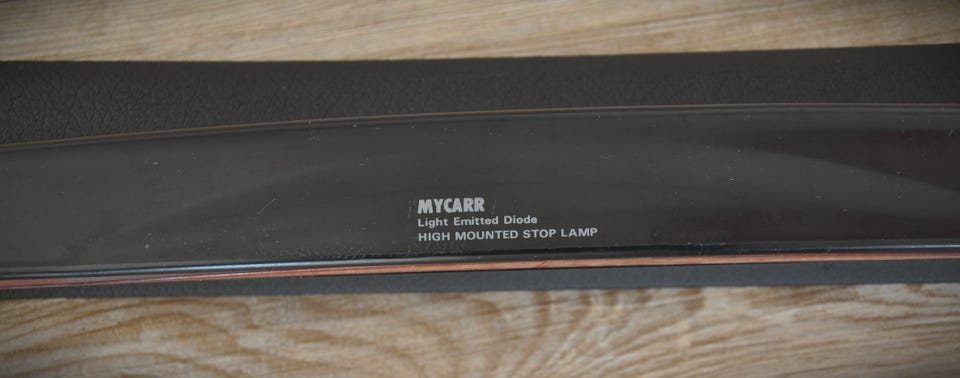 MYCARR
Light Emitted Diode
HIGH MOUNTED STOP LAMP